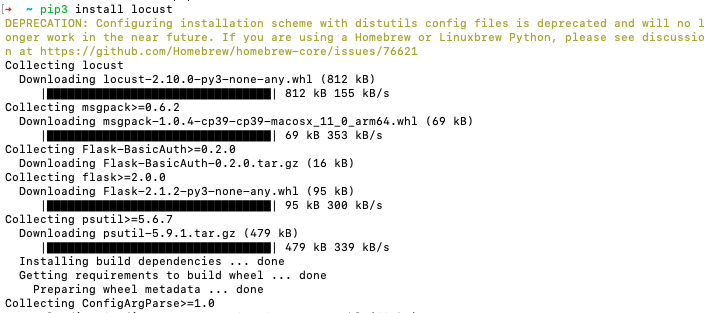 [→ ~ pip3 install locust
DEPRECATION: Configuring installation scheme with distutils config files is deprecated and will no l
onger work in the near future. If you are using a Homebrew or Linuxbrew Python, please see discussio
n at https://github.com/Homebrew/homebrew-core/issues/76621
Collecting locust
  Downloading locust-2.10.0-py3-none-any.whl (812 kB)
     |████████████████████████████████| 812 kB 155 kB/s
Collecting msgpack>=0.6.2
  Downloading msgpack-1.0.4-cp39-cp39-macosx_11_0_arm64.whl (69 kB)
     |████████████████████████████████| 69 kB 353 kB/s
Collecting Flask-BasicAuth>=0.2.0
  Downloading Flask-BasicAuth-0.2.0.tar.gz (16 kB)
Collecting flask>=2.0.0
  Downloading Flask-2.1.2-py3-none-any.whl (95 kB)
     |████████████████████████████████| 95 kB 300 kB/s
Collecting psutil>=5.6.7
  Downloading psutil-5.9.1.tar.gz (479 kB)
     |████████████████████████████████| 479 kB 339 kB/s
  Installing build dependencies ... done
  Getting requirements to build wheel ... done
    Preparing wheel metadata ... done
Collecting ConfigArgParse>=1.0